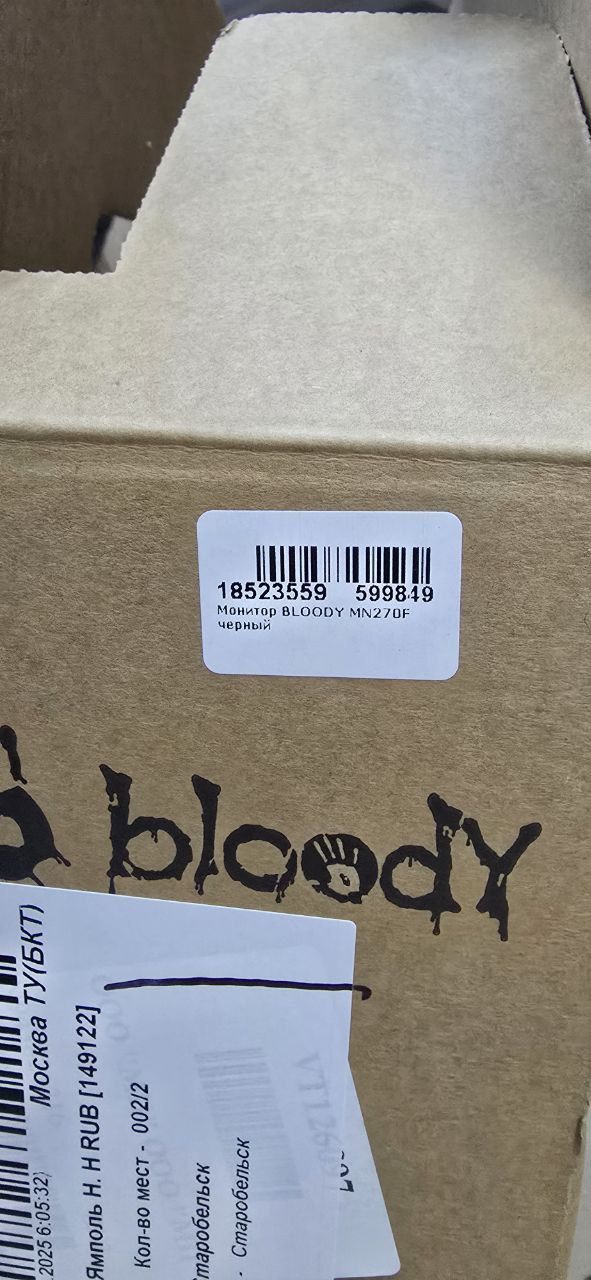 18523559 599849
Монитор BLOODY MN270F
черный
bloody
Москва ТУ(БКТ)
.2025 6:05:32)
Ямполь Н. Н RUB [149122]
Кол-во мест - 002/2
таробельск
- Старобельск